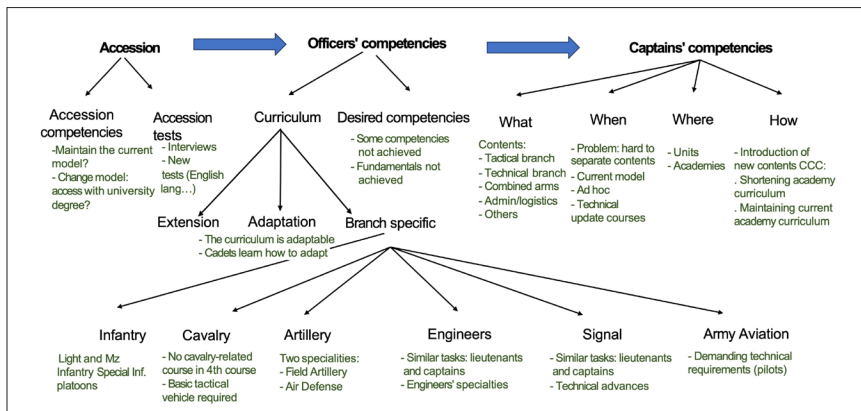 Accession
Officers' competencies
Captains' competencies
Accession
competencies
-Maintain the current
model?
- Change model:
access with university
degree?
Accession
tests
- Interviews
- New
tests (English
lang…)
Curriculum
Desired competencies
- Some competencies
not achieved
- Fundamentals not
achieved
What
Contents:
- Tactical branch
- Technical branch
- Combined arms
- Admin/logistics
- Others
When
- Problem: hard to
separate contents
- Current model
- Ad hoc
- Technical
update courses
Where
- Units
- Academies
How
- Introduction of
new contents CCC:
. Shortening academy
curriculum
. Maintaining current
academy curriculum
Extension
Adaptation
- The curriculum is adaptable
- Cadets learn how to adapt
Branch specific
Infantry
Light and Mz
Infantry Special Inf.
platoons
Cavalry
- No cavalry-related
course in 4th course
- Basic tactical
vehicle required
Artillery
Two specialities:
- Field Artillery
- Air Defense
Engineers
- Similar tasks: lieutenants
and captains
- Engineers' specialties
Signal
- Similar tasks: lieutenants
and captains
- Technical advances
Army Aviation
- Demanding technical
requirements (pilots)